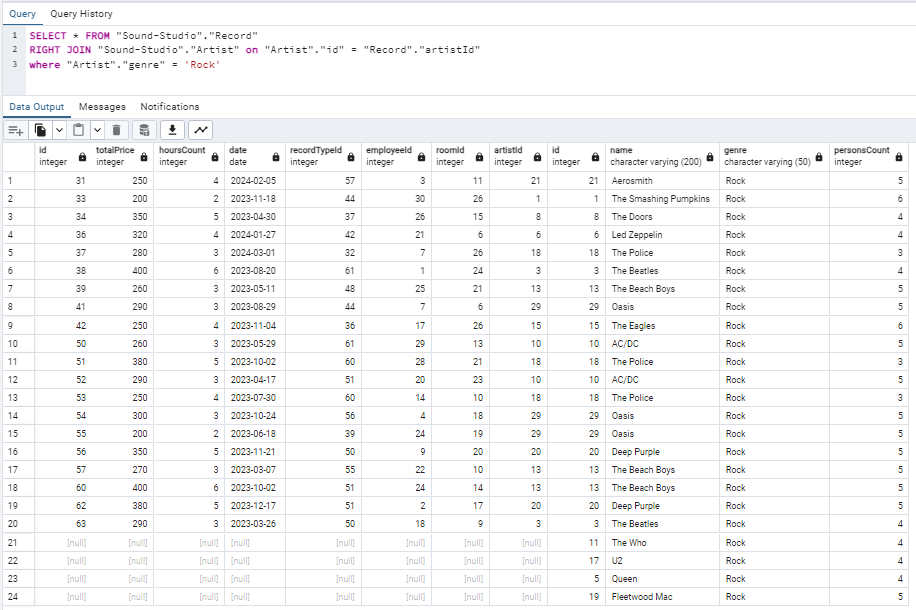 Query Query History
1 SELECT * FROM "Sound-Studio"."Record"
2 RIGHT JOIN "Sound-Studio"."Artist" on "Artist"."id" = "Record"."artistId"
3 where "Artist"."genre" = 'Rock'
Data Output Messages Notifications
id totalPrice hoursCount date recordTypeId employeeId roomId artistId id name genre personsCount
integer integer integer date integer integer integer integer integer character varying (200) character varying (50) integer
1 31 250 4 2024-02-05 57 3 11 21 21 Aerosmith Rock 5
2 33 200 2 2023-11-18 44 30 26 1 1 The Smashing Pumpkins Rock 6
3 34 350 5 2023-04-30 37 26 15 8 8 The Doors Rock 4
4 36 320 4 2024-01-27 42 21 6 6 6 Led Zeppelin Rock 4
5 37 280 3 2024-03-01 32 7 26 18 18 The Police Rock 3
6 38 400 6 2023-08-20 61 1 24 3 3 The Beatles Rock 4
7 39 260 3 2023-05-11 48 25 21 13 13 The Beach Boys Rock 5
8 41 290 3 2023-08-29 44 7 6 29 29 Oasis Rock 5
9 42 250 4 2023-11-04 36 17 26 15 15 The Eagles Rock 6
10 50 260 3 2023-05-29 61 29 13 10 10 AC/DC Rock 5
11 51 380 5 2023-10-02 60 28 21 18 18 The Police Rock 3
12 52 290 3 2023-04-17 51 20 23 10 10 AC/DC Rock 5
13 53 250 4 2023-07-30 60 14 10 18 18 The Police Rock 3
14 54 300 3 2023-10-24 56 4 18 29 29 Oasis Rock 5
15 55 200 2 2023-06-18 39 24 19 29 29 Oasis Rock 5
16 56 350 5 2023-11-21 50 9 20 20 20 Deep Purple Rock 5
17 57 270 3 2023-03-07 55 22 10 13 13 The Beach Boys Rock 5
18 60 400 6 2023-10-02 51 24 14 13 13 The Beach Boys Rock 5
19 62 380 5 2023-12-17 51 2 17 20 20 Deep Purple Rock 5
20 63 290 3 2023-03-26 50 18 9 3 3 The Beatles Rock 4
21 [null] [null] [null] [null] [null] [null] [null] [null] 11 The Who Rock 4
22 [null] [null] [null] [null] [null] [null] [null] [null] 17 U2 Rock 4
23 [null] [null] [null] [null] [null] [null] [null] [null] 5 Queen Rock 4
24 [null] [null] [null] [null] [null] [null] [null] [null] 19 Fleetwood Mac Rock 5